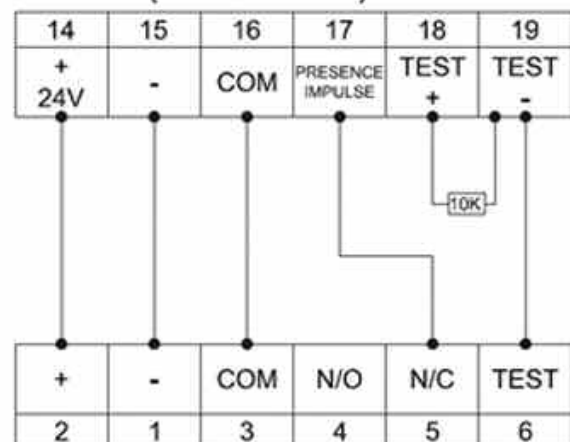 14 15 16 17 18 19
+ 24V - COM PRESENCE IMPULSE TEST + TEST -
10K
+ - COM N/O N/C TEST
2 1 3 4 5 6